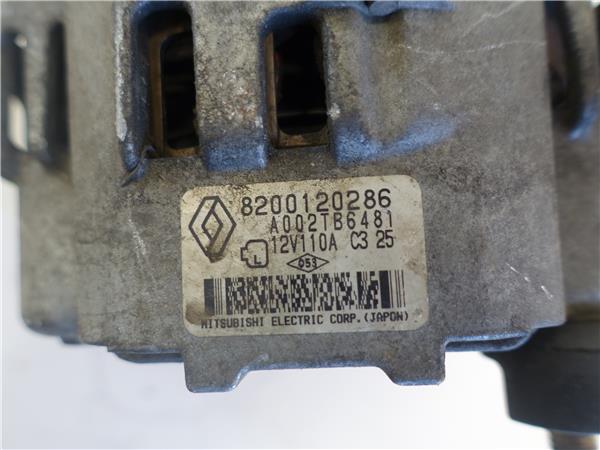 8200120286
A002TB6481
12V110A C3 25
L
053
MITSUBISHI ELECTRIC CORP.(JAPON)